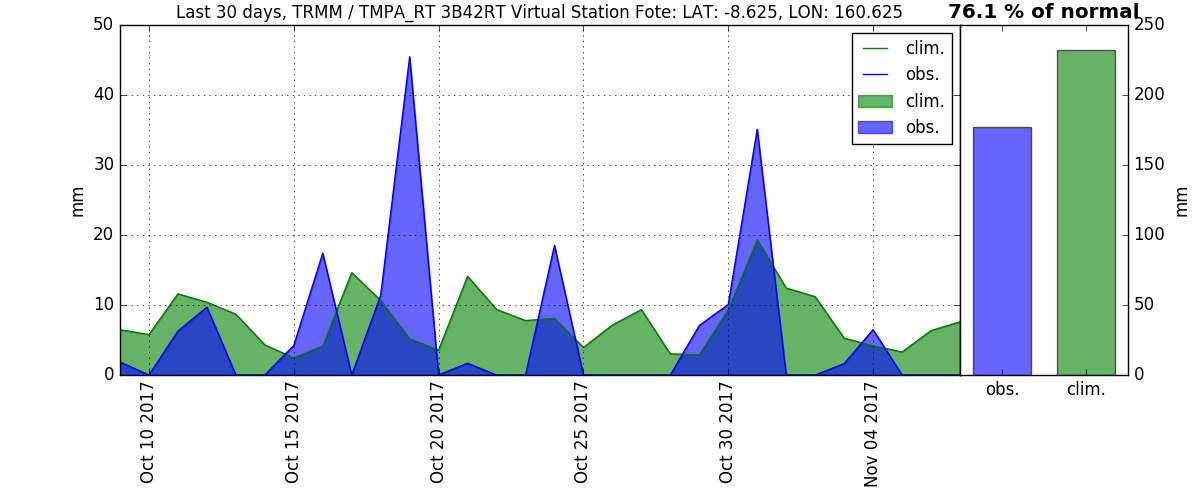 Last 30 days, TRMM / TMPA_RT 3B42RT Virtual Station Fote: LAT: -8.625, LON: 160.625
76.1 % of normal
50
40
30
20
10
0
mm
clim.
obs.
clim.
obs.
Oct 10 2017
Oct 15 2017
Oct 20 2017
Oct 25 2017
Oct 30 2017
Nov 04 2017
250
200
150
100
50
0
mm
obs.
clim.